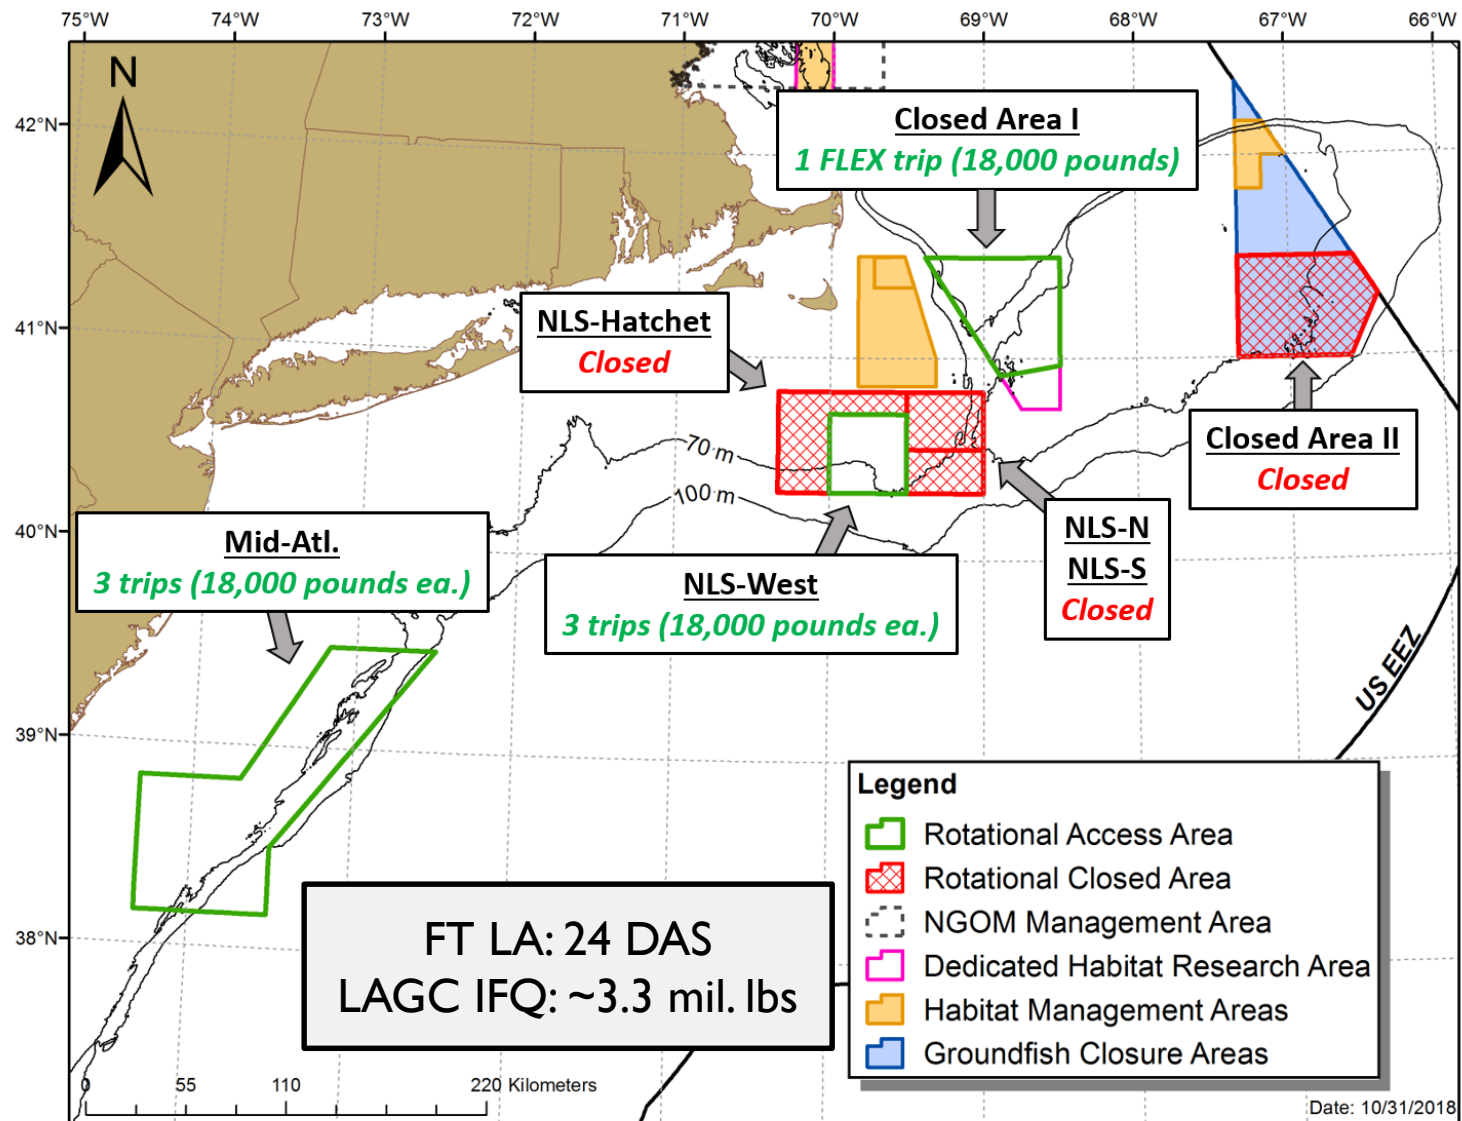 75°W 74°W 73°W 72°W 71°W 70°W 69°W 68°W 67°W 66°W
N
42°N
41°N
40°N
39°N
38°N
Closed Area I
1 FLEX trip (18,000 pounds)
NLS-Hatchet
Closed
Closed Area II
Closed
70 m
100 m
NLS-N
NLS-S
Closed
Mid-Atl.
3 trips (18,000 pounds ea.)
NLS-West
3 trips (18,000 pounds ea.)
US EEZ
FT LA: 24 DAS
LAGC IFQ: ~3.3 mil. lbs
Legend
Rotational Access Area
Rotational Closed Area
NGOM Management Area
Dedicated Habitat Research Area
Habitat Management Areas
Groundfish Closure Areas
0 55 110 220 Kilometers
Date: 10/31/2018